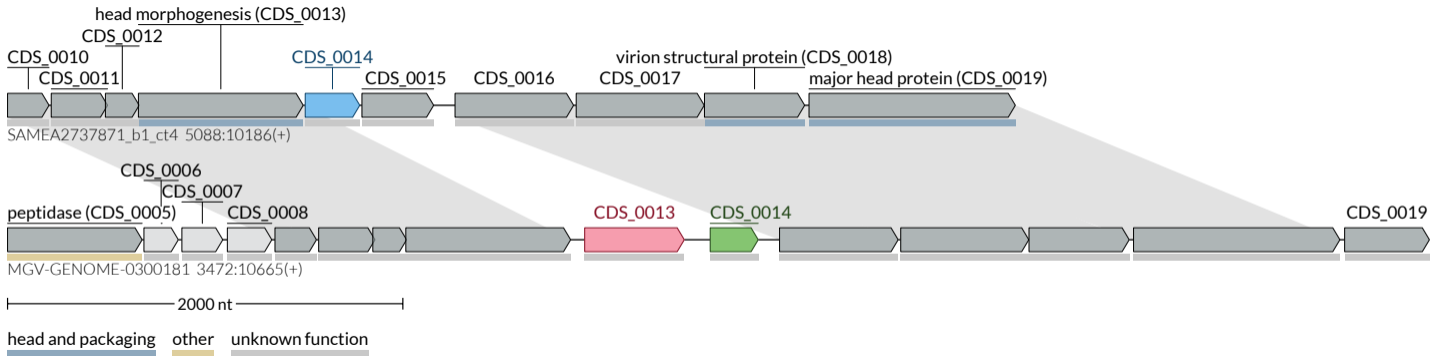 head morphogenesis (CDS_0013)
CDS_0012
CDS_0010
CDS_0014
virion structural protein (CDS_0018)
CDS_0011
CDS_0015
CDS_0016
CDS_0017
major head protein (CDS_0019)
SAMEA2737871_b1_ct4 5088:10186(+)
CDS_0006
CDS_0007
peptidase (CDS_0005)
CDS_0008
CDS_0013
CDS_0014
CDS_0019
MGV-GENOME-0300181 3472:10665(+)
2000 nt
head and packaging
other
unknown function